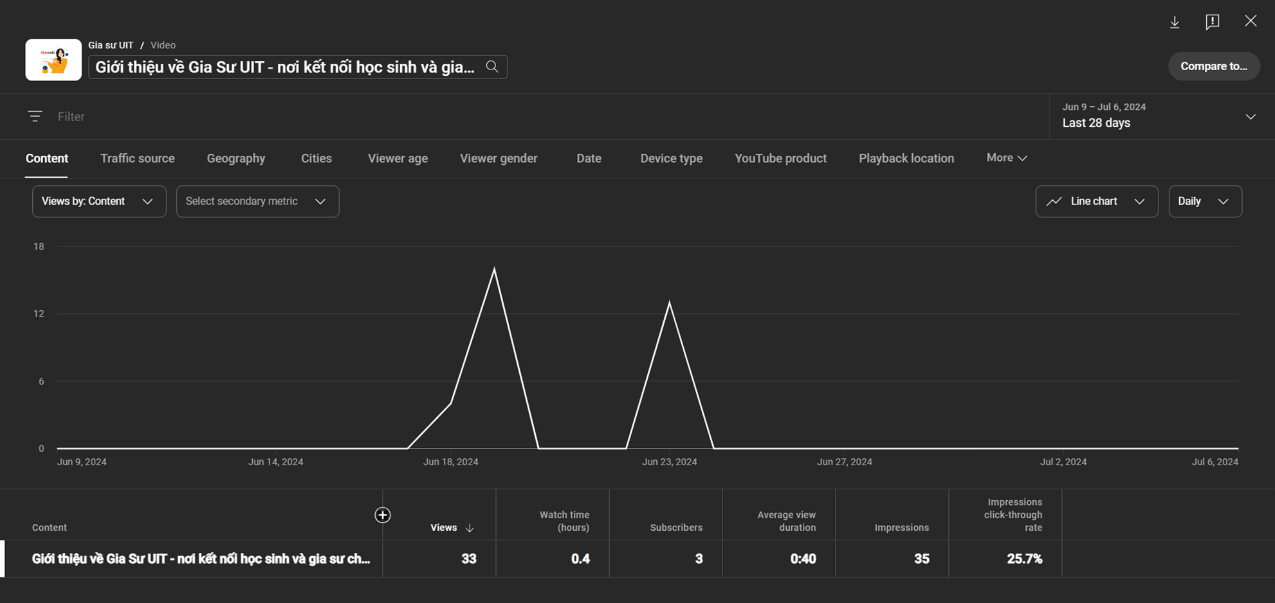 Gia sư UIT / Video
Giới thiệu về Gia Sư UIT - nơi kết nối học sinh và gia...
Compare to...
Filter
Jun 9 – Jul 6, 2024
Last 28 days
Content Traffic source Geography Cities Viewer age Viewer gender Date Device type YouTube product Playback location More
Views by: Content Select secondary metric Line chart Daily
18
12
6
0
Jun 9, 2024 Jun 14, 2024 Jun 18, 2024 Jun 23, 2024 Jun 27, 2024 Jul 2, 2024 Jul 6, 2024
Content
Views
Watch time
(hours)
Subscribers
Average view
duration
Impressions
Impressions
click-through
rate
Giới thiệu về Gia Sư UIT - nơi kết nối học sinh và gia sư ch... 33 0.4 3 0:40 35 25.7%